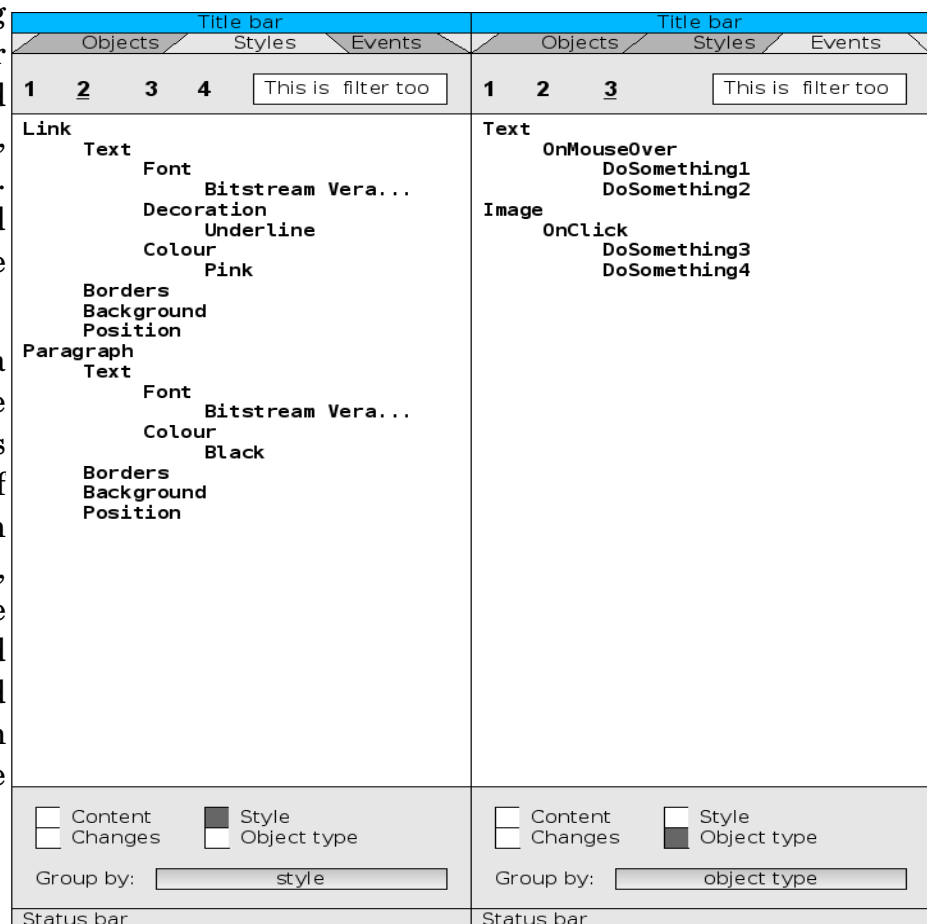 Title bar
Objects Styles Events
1 2 3 4 This is filter too
Link
Text
Font
Bitstream Vera...
Decoration
Underline
Colour
Pink
Borders
Background
Position
Paragraph
Text
Font
Bitstream Vera...
Colour
Black
Borders
Background
Position
Content Style
Changes Object type
Group by: style
Status bar
Title bar
Objects Styles Events
1 2 3 This is filter too
Text
OnMouseOver
DoSomething1
DoSomething2
Image
OnClick
DoSomething3
DoSomething4
Content Style
Changes Object type
Group by: object type
Status bar